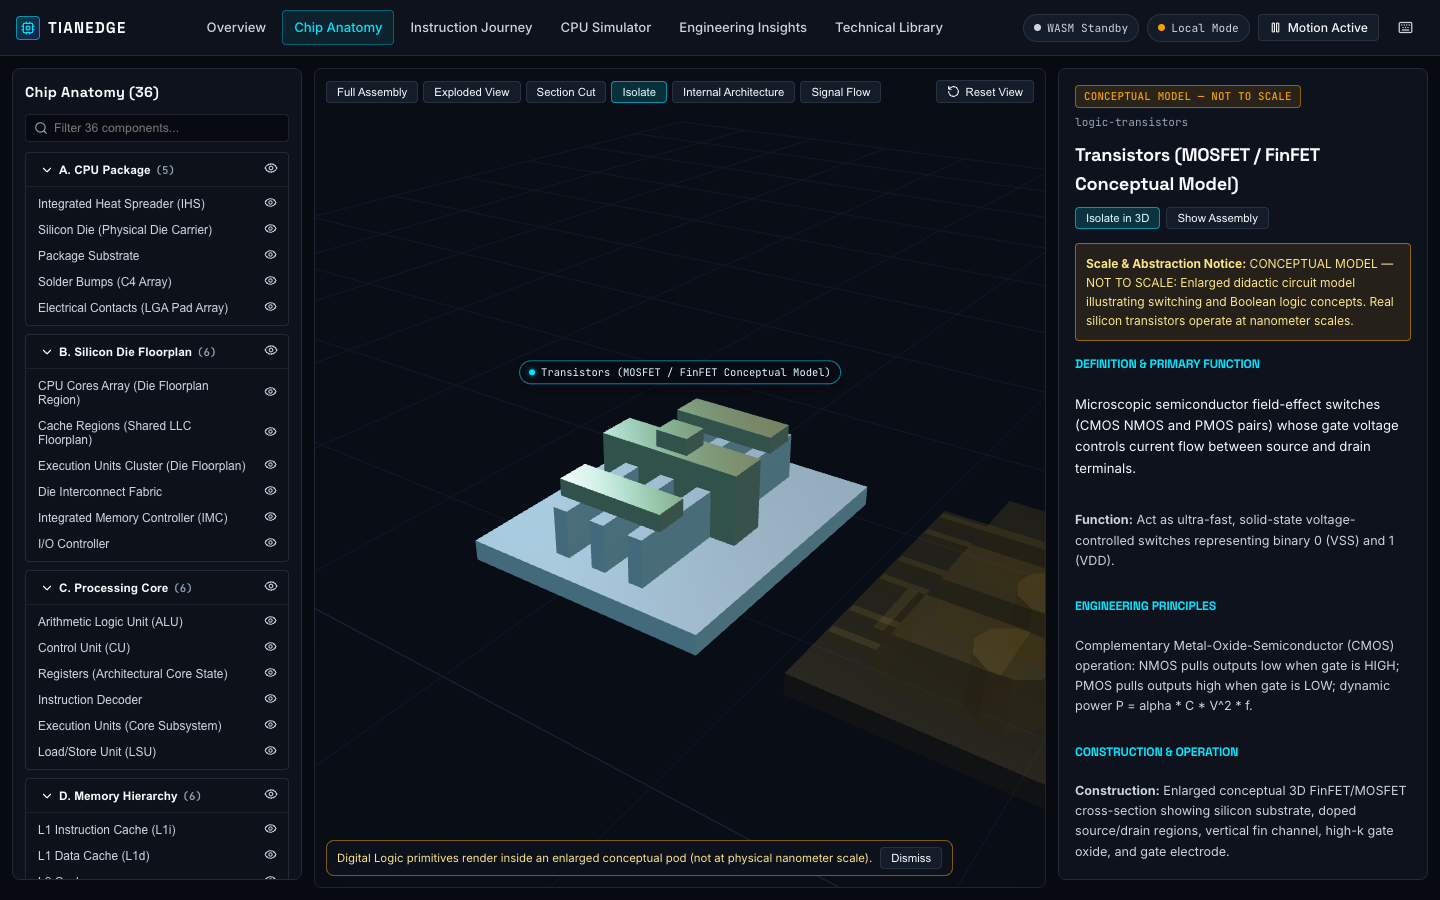 TIANEDGE
Overview
Chip Anatomy
Instruction Journey
CPU Simulator
Engineering Insights
Technical Library
WASM Standby
Local Mode
Motion Active
Chip Anatomy (36)
Filter 36 components...
A. CPU Package (5)
Integrated Heat Spreader (IHS)
Silicon Die (Physical Die Carrier)
Package Substrate
Solder Bumps (C4 Array)
Electrical Contacts (LGA Pad Array)
B. Silicon Die Floorplan (6)
CPU Cores Array (Die Floorplan
Region)
Cache Regions (Shared LLC
Floorplan)
Execution Units Cluster (Die Floorplan)
Die Interconnect Fabric
Integrated Memory Controller (IMC)
I/O Controller
C. Processing Core (6)
Arithmetic Logic Unit (ALU)
Control Unit (CU)
Registers (Architectural Core State)
Instruction Decoder
Execution Units (Core Subsystem)
Load/Store Unit (LSU)
D. Memory Hierarchy (6)
L1 Instruction Cache (L1i)
L1 Data Cache (L1d)
Full Assembly
Exploded View
Section Cut
Isolate
Internal Architecture
Signal Flow
Reset View
Transistors (MOSFET / FinFET Conceptual Model)
Digital Logic primitives render inside an enlarged conceptual pod (not at physical nanometer scale).
Dismiss
CONCEPTUAL MODEL — NOT TO SCALE
logic-transistors
Transistors (MOSFET / FinFET
Conceptual Model)
Isolate in 3D
Show Assembly
Scale & Abstraction Notice: CONCEPTUAL MODEL —
NOT TO SCALE: Enlarged didactic circuit model
illustrating switching and Boolean logic concepts. Real
silicon transistors operate at nanometer scales.
DEFINITION & PRIMARY FUNCTION
Microscopic semiconductor field-effect switches
(CMOS NMOS and PMOS pairs) whose gate voltage
controls current flow between source and drain
terminals.
Function: Act as ultra-fast, solid-state voltage-
controlled switches representing binary 0 (VSS) and 1
(VDD).
ENGINEERING PRINCIPLES
Complementary Metal-Oxide-Semiconductor (CMOS)
operation: NMOS pulls outputs low when gate is HIGH;
PMOS pulls outputs high when gate is LOW; dynamic
power P = alpha * C * V^2 * f.
CONSTRUCTION & OPERATION
Construction: Enlarged conceptual 3D FinFET/MOSFET
cross-section showing silicon substrate, doped
source/drain regions, vertical fin channel, high-k gate
oxide, and gate electrode.